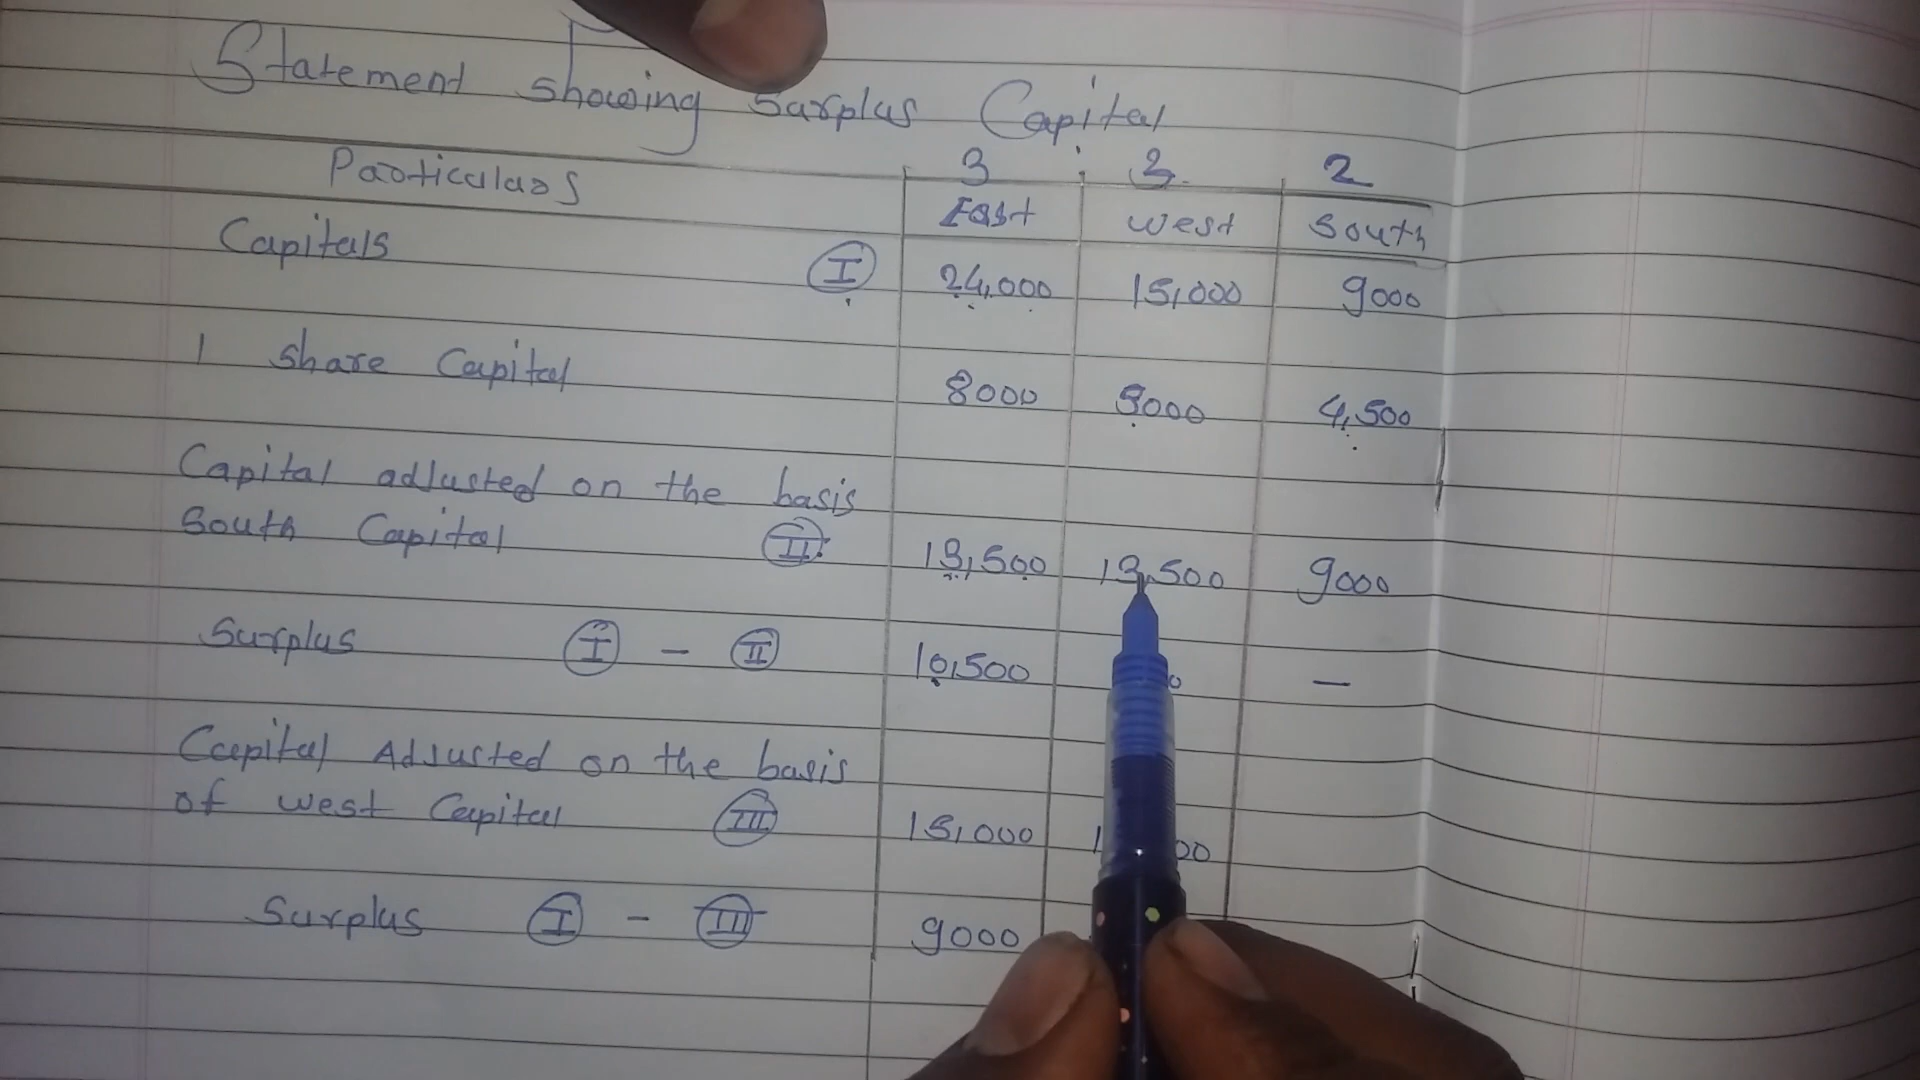 Statement showing Surplus Capital
3 : 3 : 2
Particulars East West South
Capitals I 24,000 15,000 9000
1 Share Capital 8000 5000 4,500
Capital adJusted on the basis
South Capital II 13,500 13,500 9000
Surplus I - II 10,500 —
Capital AdJusted on the basis
of west Capital III 15,000
Surplus I - III 9000